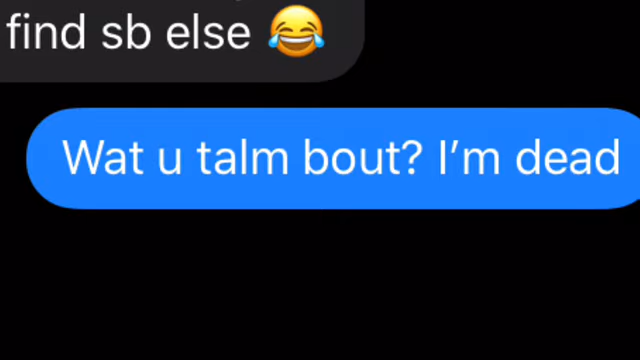 find sb else 😂
Wat u talm bout? I’m dead